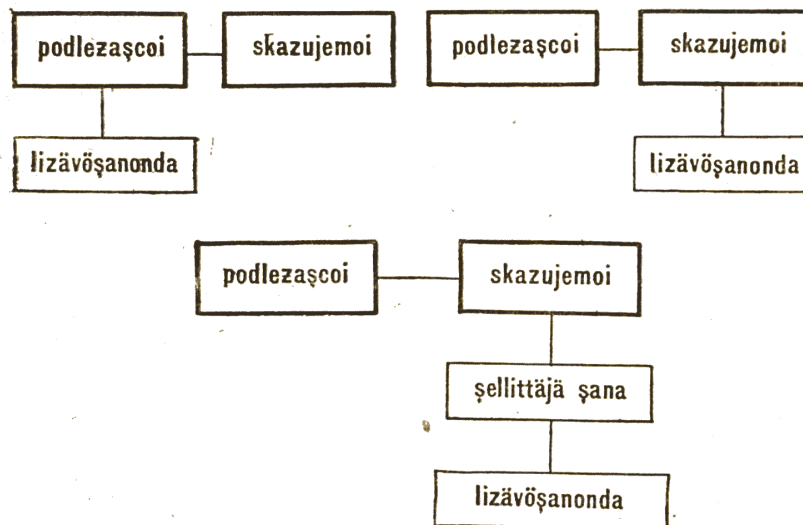 podlezaşcoi skazujemoi podlezaşcoi skazujemoi
lizävöşanonda lizävöşanonda
podlezaşcoi skazujemoi
şellittäjä şana
lizävöşanonda